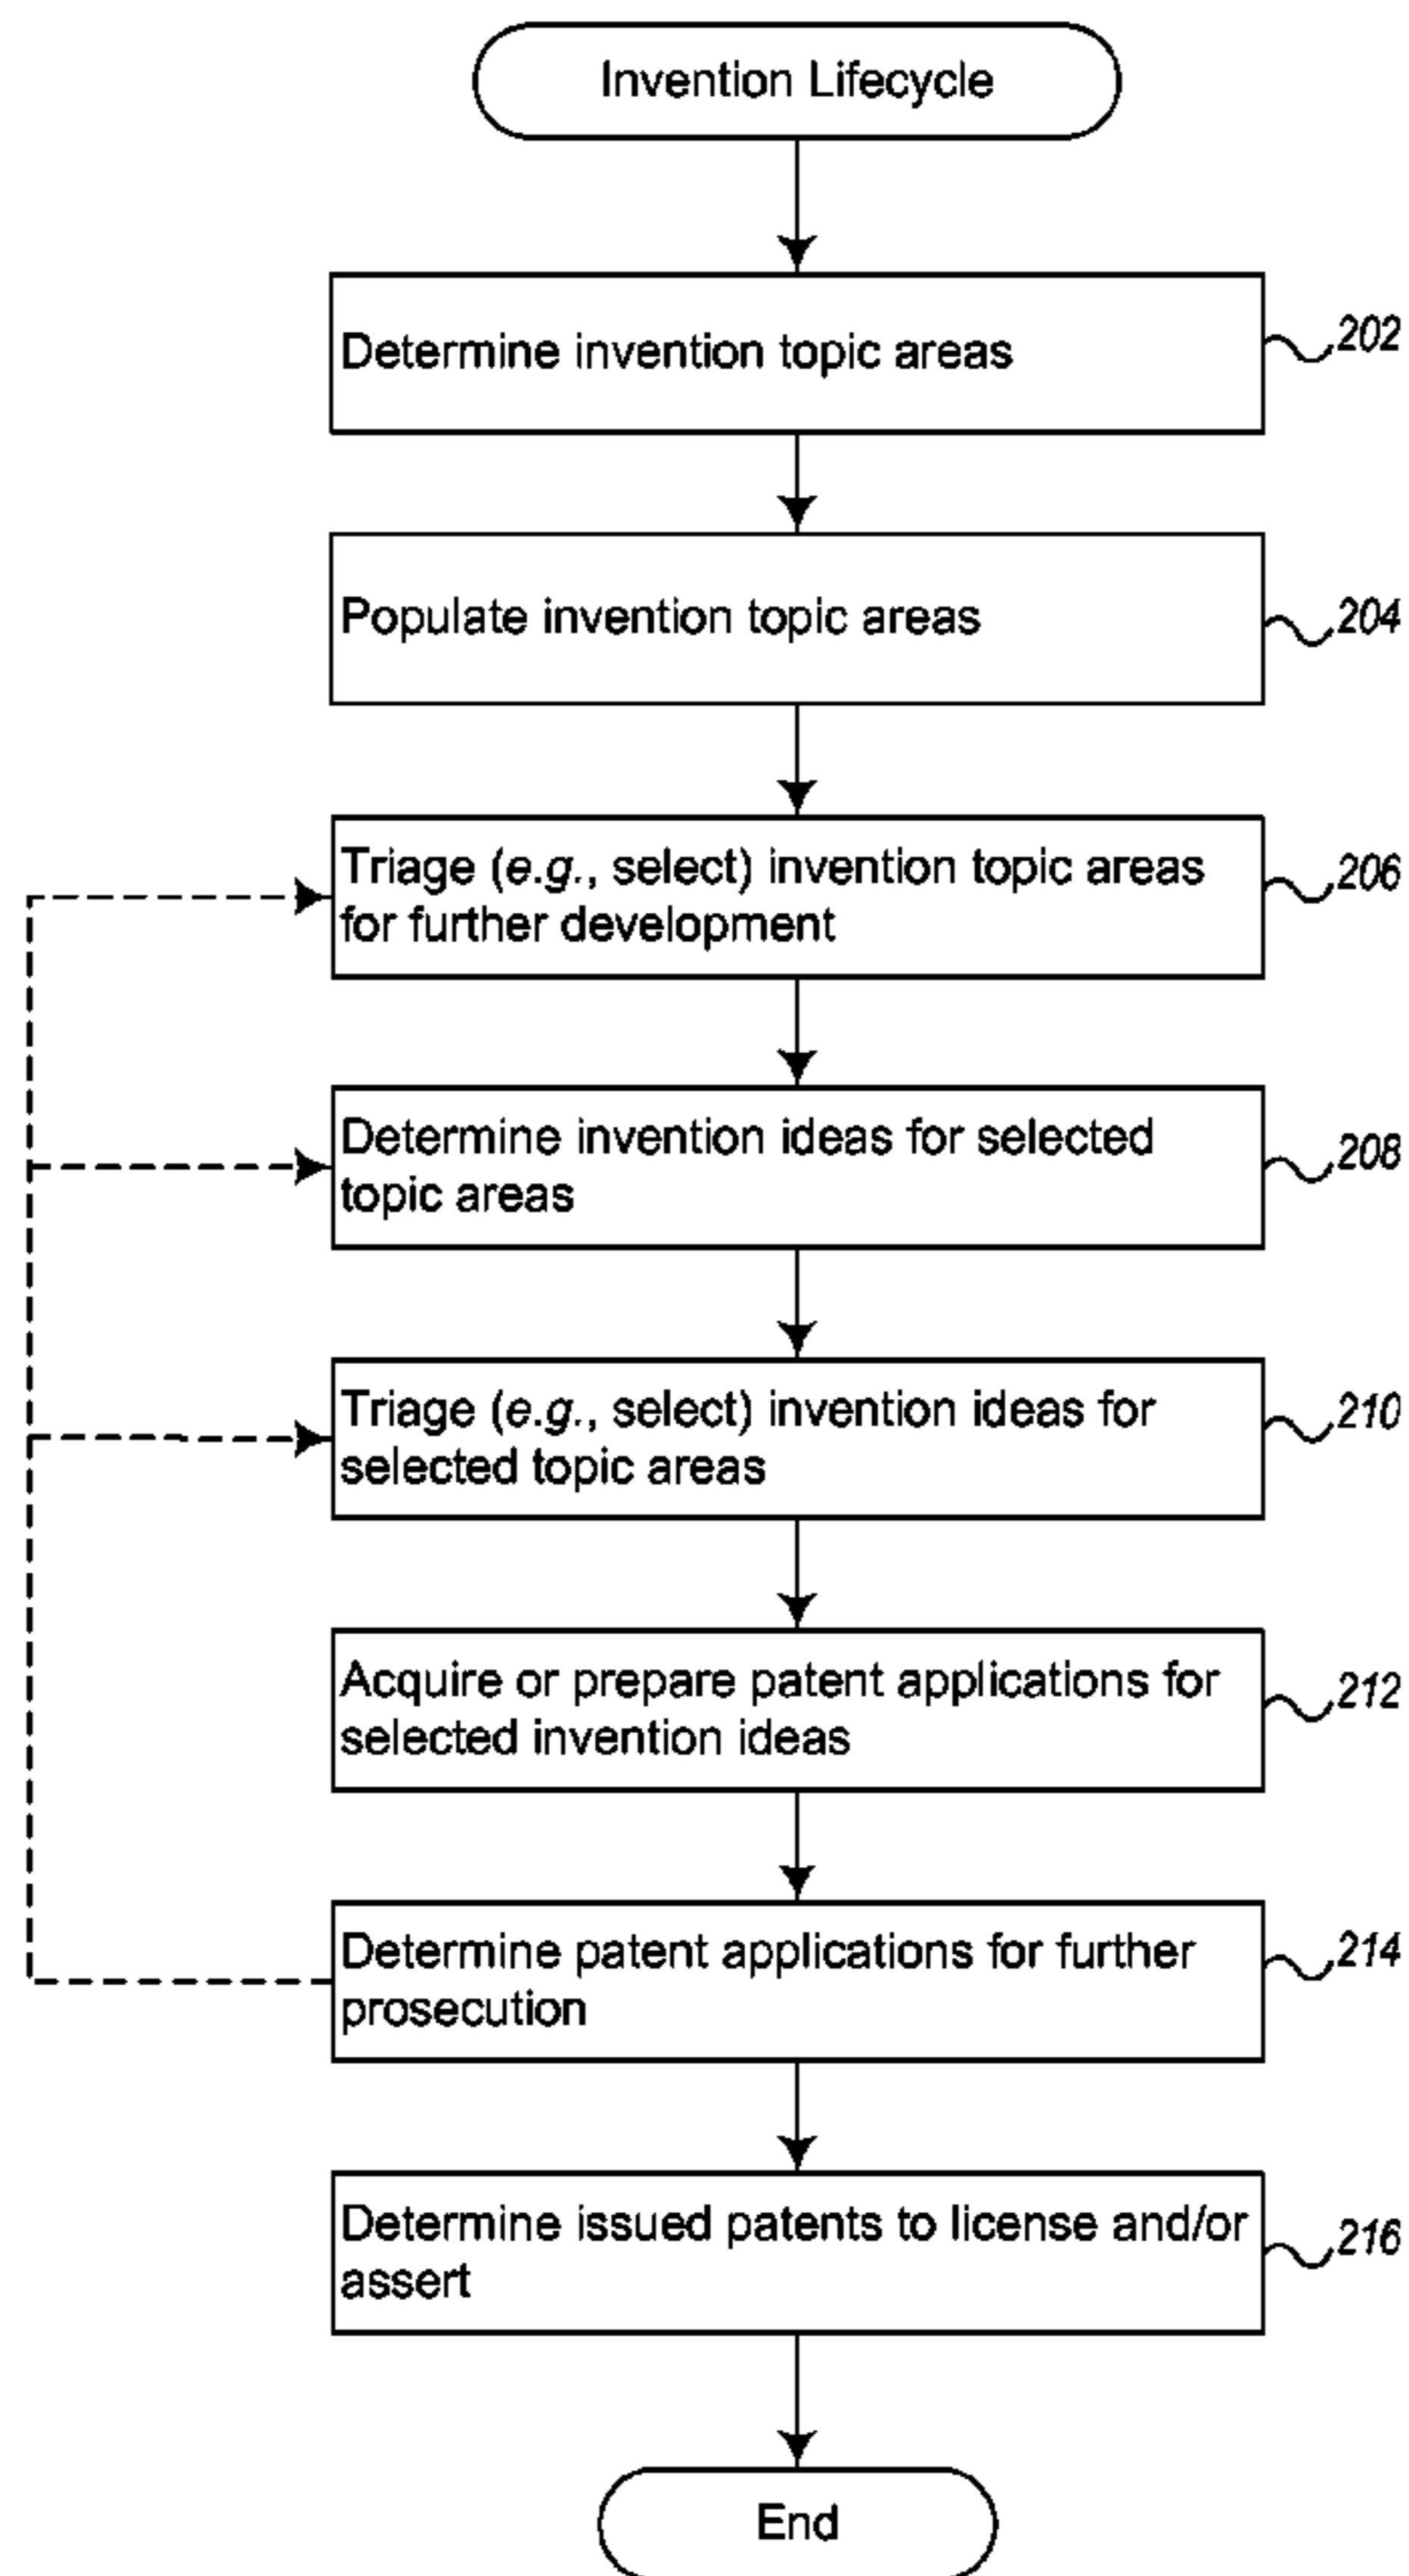 Invention Lifecycle
Determine invention topic areas
202
Populate invention topic areas
204
Triage (e.g., select) invention topic areas
for further development
206
Determine invention ideas for selected
topic areas
208
Triage (e.g., select) invention ideas for
selected topic areas
210
Acquire or prepare patent applications for
selected invention ideas
212
Determine patent applications for further
prosecution
214
Determine issued patents to license and/or
assert
216
End